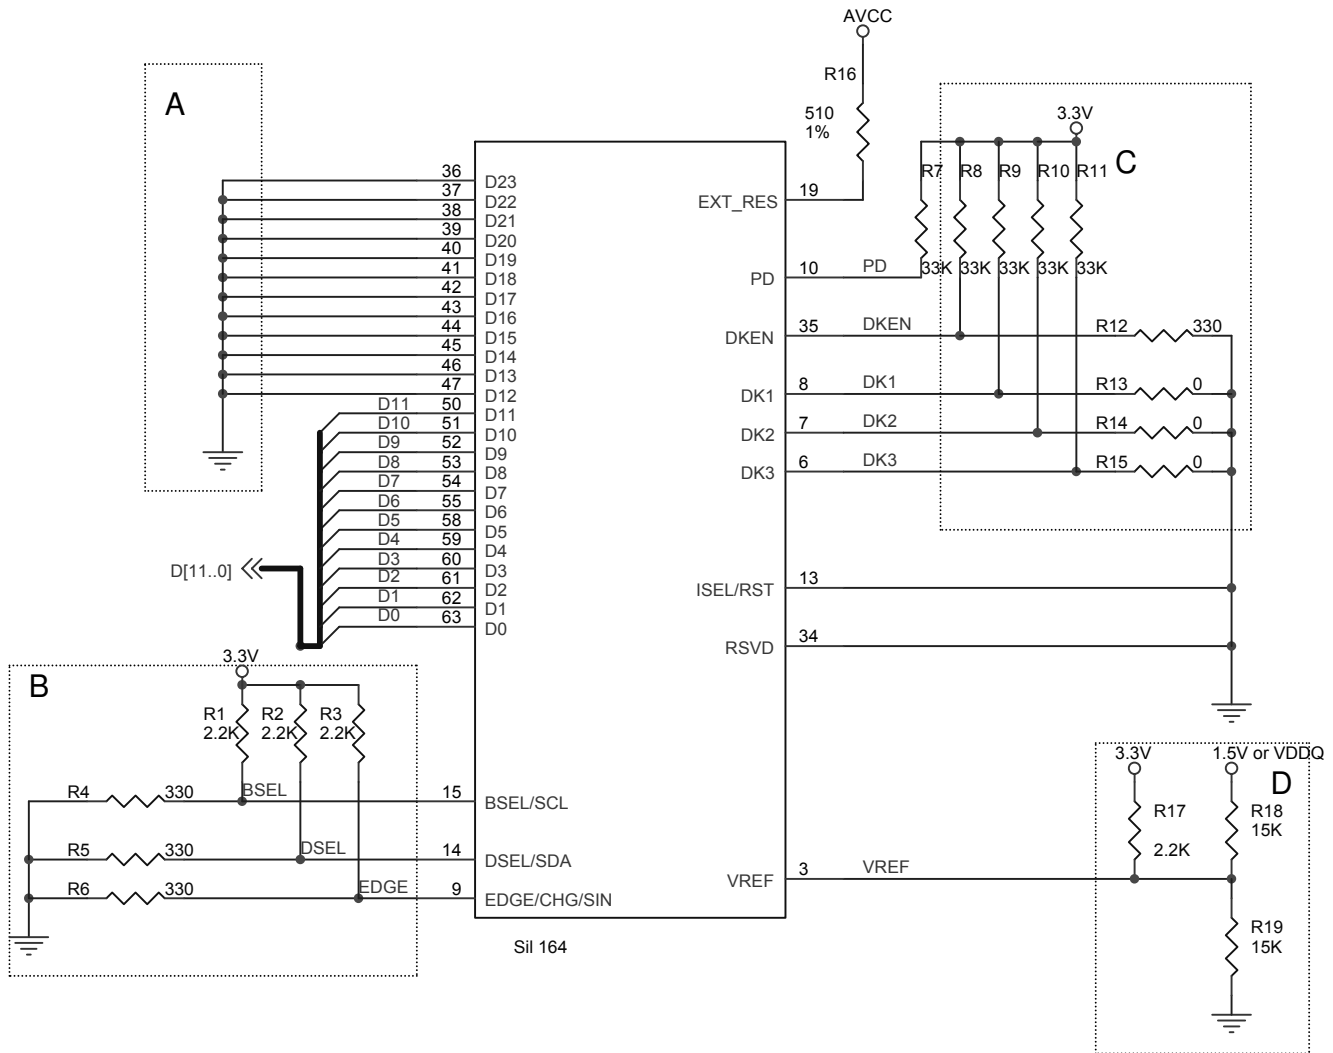 AVCC
R16
510
1%
A
3.3V
C
R7 R8 R9 R10 R11
33K 33K 33K 33K 33K
36 D23
37 D22
38 D21
39 D20
40 D19
41 D18
42 D17
43 D16
44 D15
45 D14
46 D13
47 D12
D11 50 D11
D10 51 D10
D9 52 D9
D8 53 D8
D7 54 D7
D6 55 D6
D5 58 D5
D4 59 D4
D3 60 D3
D2 61 D2
D1 62 D1
D0 63 D0
D[11..0]
EXT_RES 19
PD 10 PD
DKEN 35 DKEN R12 330
DK1 8 DK1 R13 0
DK2 7 DK2 R14 0
DK3 6 DK3 R15 0
ISEL/RST 13
RSVD 34
B
3.3V
R1 R2 R3
2.2K 2.2K 2.2K
R4 330 BSEL 15 BSEL/SCL
R5 330 DSEL 14 DSEL/SDA
R6 330 EDGE 9 EDGE/CHG/SIN
3.3V 1.5V or VDDQ
D
R17 R18
2.2K 15K
VREF 3 VREF
R19
15K
Sil 164